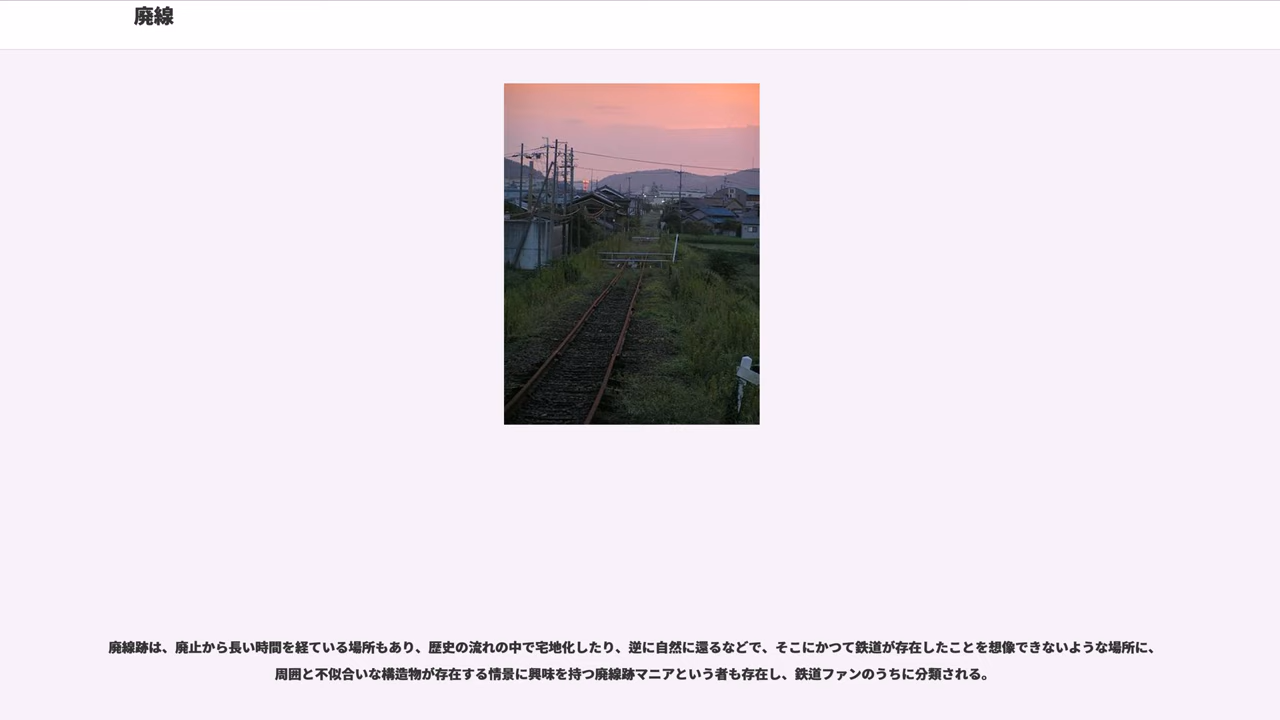 廃線
廃線跡は、廃止から長い時間を経ている場所もあり、歴史の流れの中で宅地化したり、逆に自然に還るなどで、そこにかつて鉄道が存在したことを想像できないような場所に、
周囲と不似合いな構造物が存在する情景に興味を持つ廃線跡マニアという者も存在し、鉄道ファンのうちに分類される。